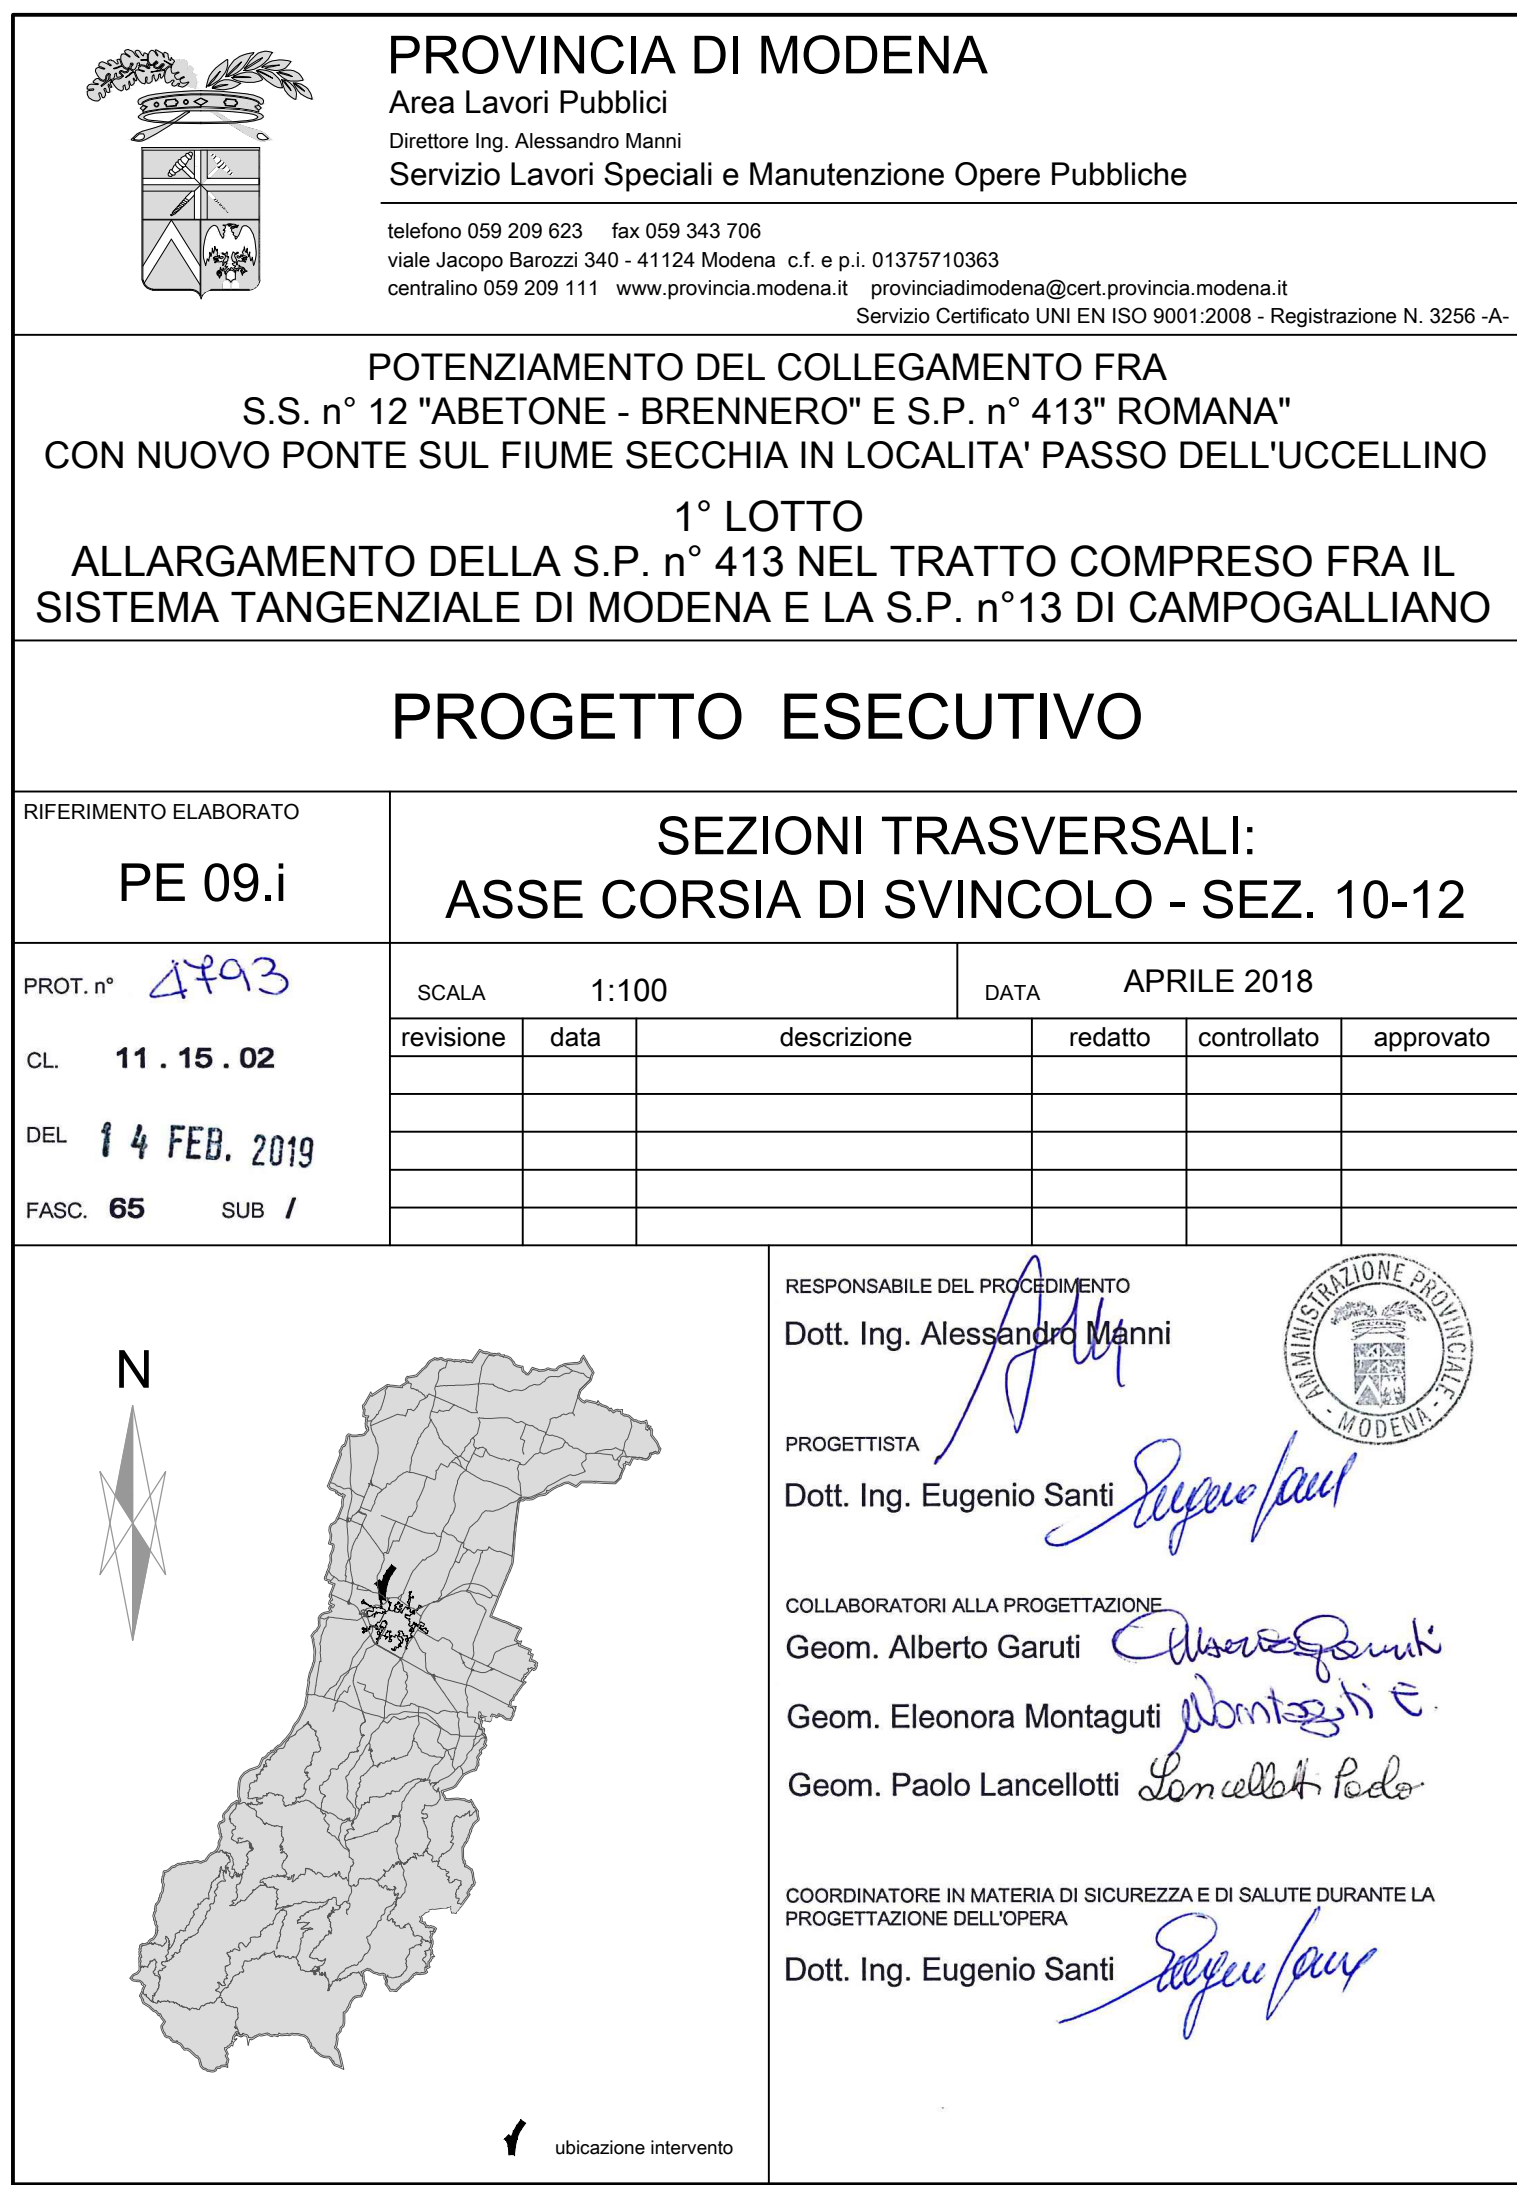 PROVINCIA DI MODENA
Area Lavori Pubblici
Direttore Ing. Alessandro Manni
Servizio Lavori Speciali e Manutenzione Opere Pubbliche
telefono 059 209 623 fax 059 343 706
viale Jacopo Barozzi 340 - 41124 Modena c.f. e p.i. 01375710363
centralino 059 209 111 www.provincia.modena.it provinciadimodena@cert.provincia.modena.it
Servizio Certificato UNI EN ISO 9001:2008 - Registrazione N. 3256 -A-
POTENZIAMENTO DEL COLLEGAMENTO FRA
S.S. n° 12 "ABETONE - BRENNERO" E S.P. n° 413" ROMANA"
CON NUOVO PONTE SUL FIUME SECCHIA IN LOCALITA' PASSO DELL'UCCELLINO
1° LOTTO
ALLARGAMENTO DELLA S.P. n° 413 NEL TRATTO COMPRESO FRA IL
SISTEMA TANGENZIALE DI MODENA E LA S.P. n°13 DI CAMPOGALLIANO
PROGETTO ESECUTIVO
RIFERIMENTO ELABORATO
PE 09.i
SEZIONI TRASVERSALI:
ASSE CORSIA DI SVINCOLO - SEZ. 10-12
PROT. n° 4793
CL. 11 . 15 . 02
DEL 14 FEB. 2019
FASC. 65 SUB /
SCALA 1:100 DATA APRILE 2018
revisione data descrizione redatto controllato approvato
N
ubicazione intervento
RESPONSABILE DEL PROCEDIMENTO
Dott. Ing. Alessandro Manni
AMMINISTRAZIONE PROVINCIALE - MODENA -
PROGETTISTA
Dott. Ing. Eugenio Santi
COLLABORATORI ALLA PROGETTAZIONE
Geom. Alberto Garuti
Geom. Eleonora Montaguti Montaguti E.
Geom. Paolo Lancellotti Lancellotti Paolo
COORDINATORE IN MATERIA DI SICUREZZA E DI SALUTE DURANTE LA
PROGETTAZIONE DELL'OPERA
Dott. Ing. Eugenio Santi